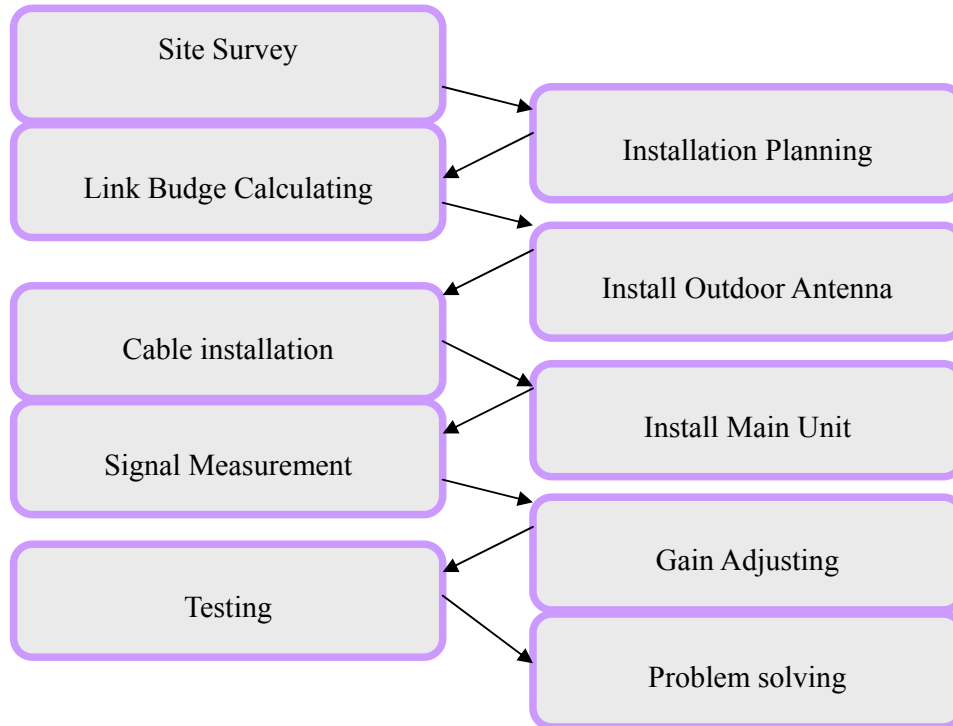 Site Survey
Installation Planning
Link Budge Calculating
Install Outdoor Antenna
Cable installation
Install Main Unit
Signal Measurement
Gain Adjusting
Testing
Problem solving